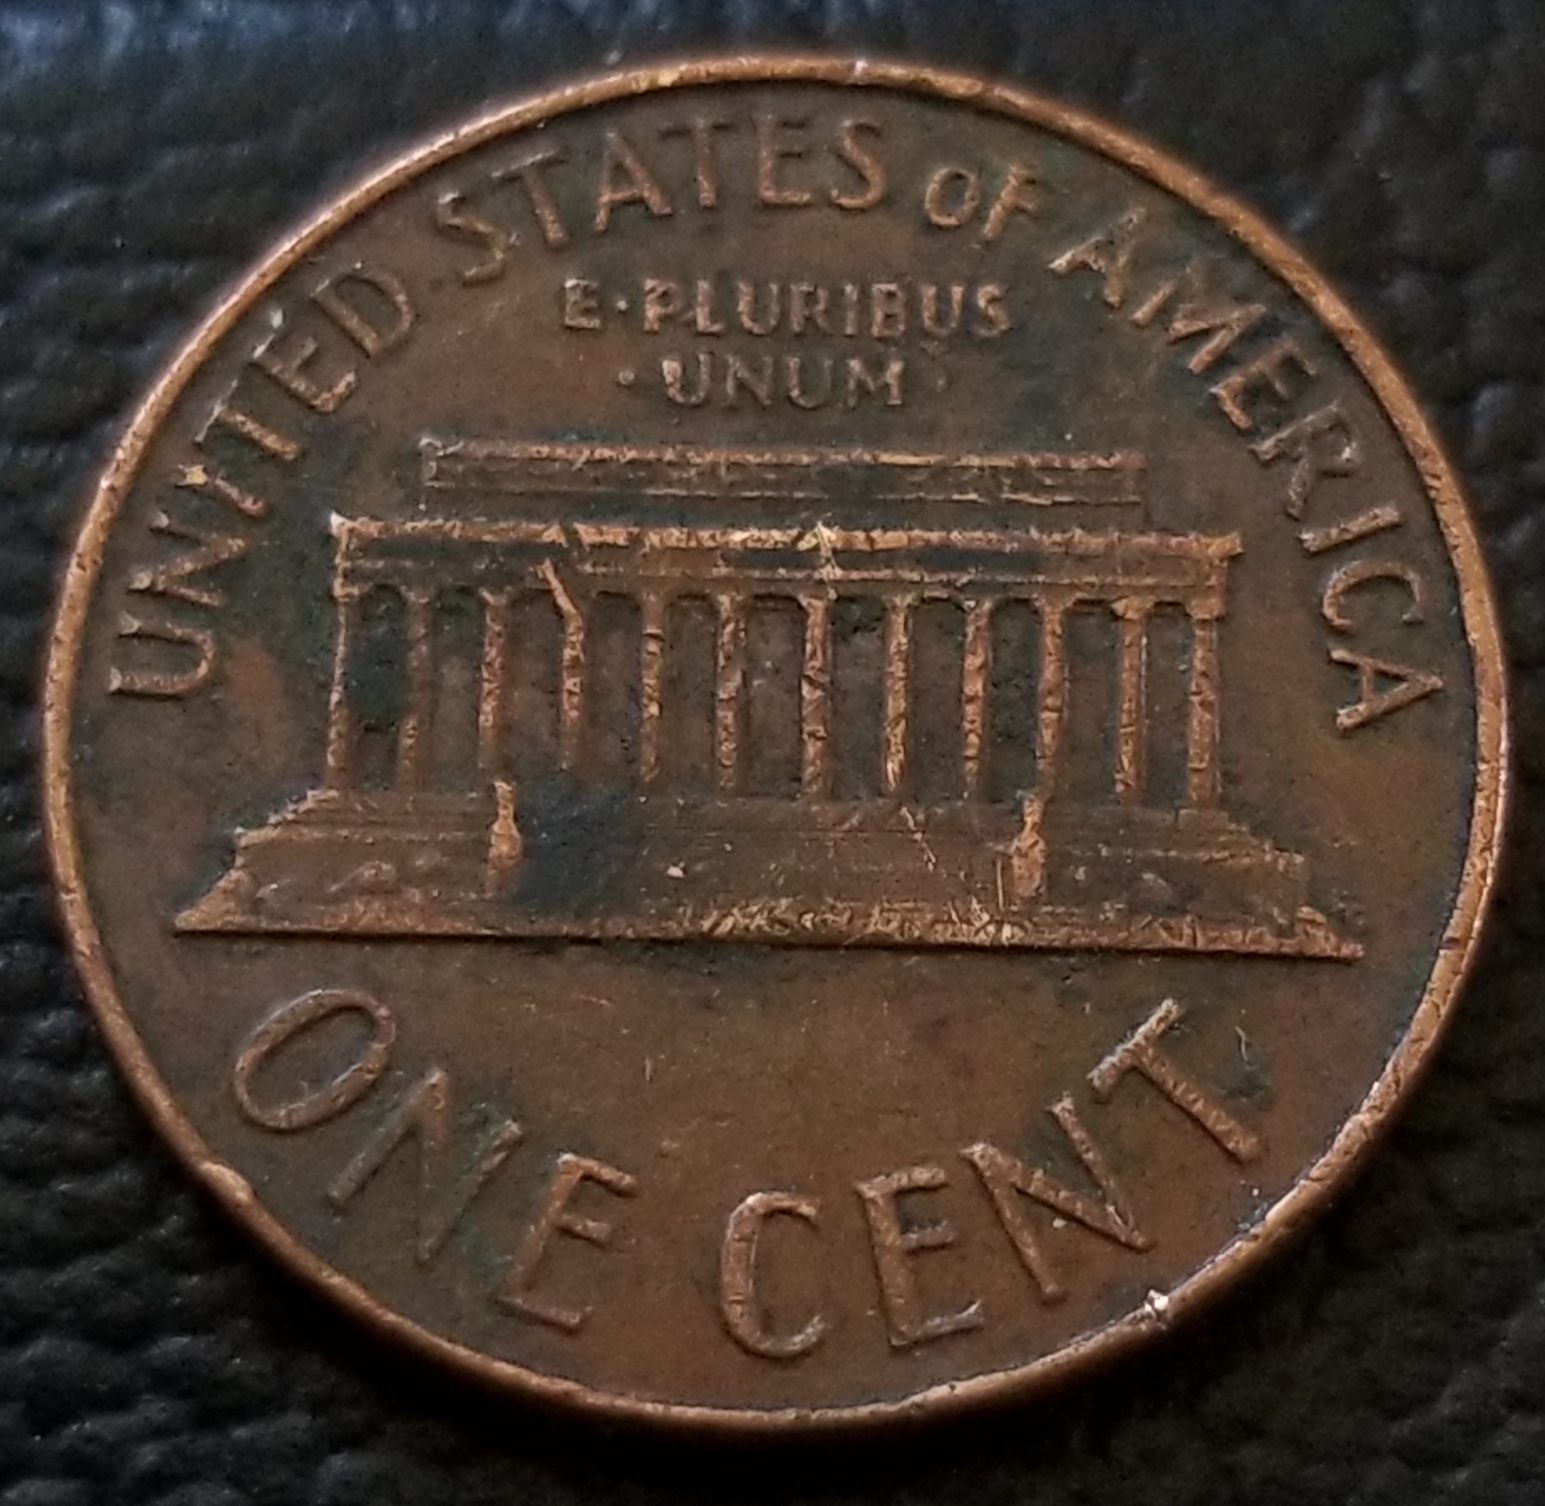 UNITED STATES OF AMERICA
E·PLURIBUS
·UNUM·
ONE CENT